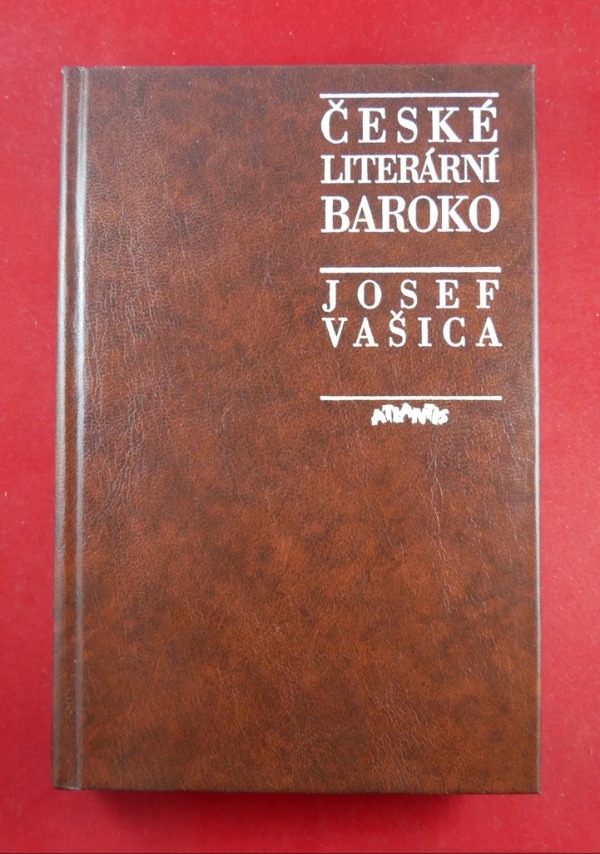 ČESKÉ
LITERÁRNÍ
BAROKO
JOSEF
VAŠICA
ATLANTIS